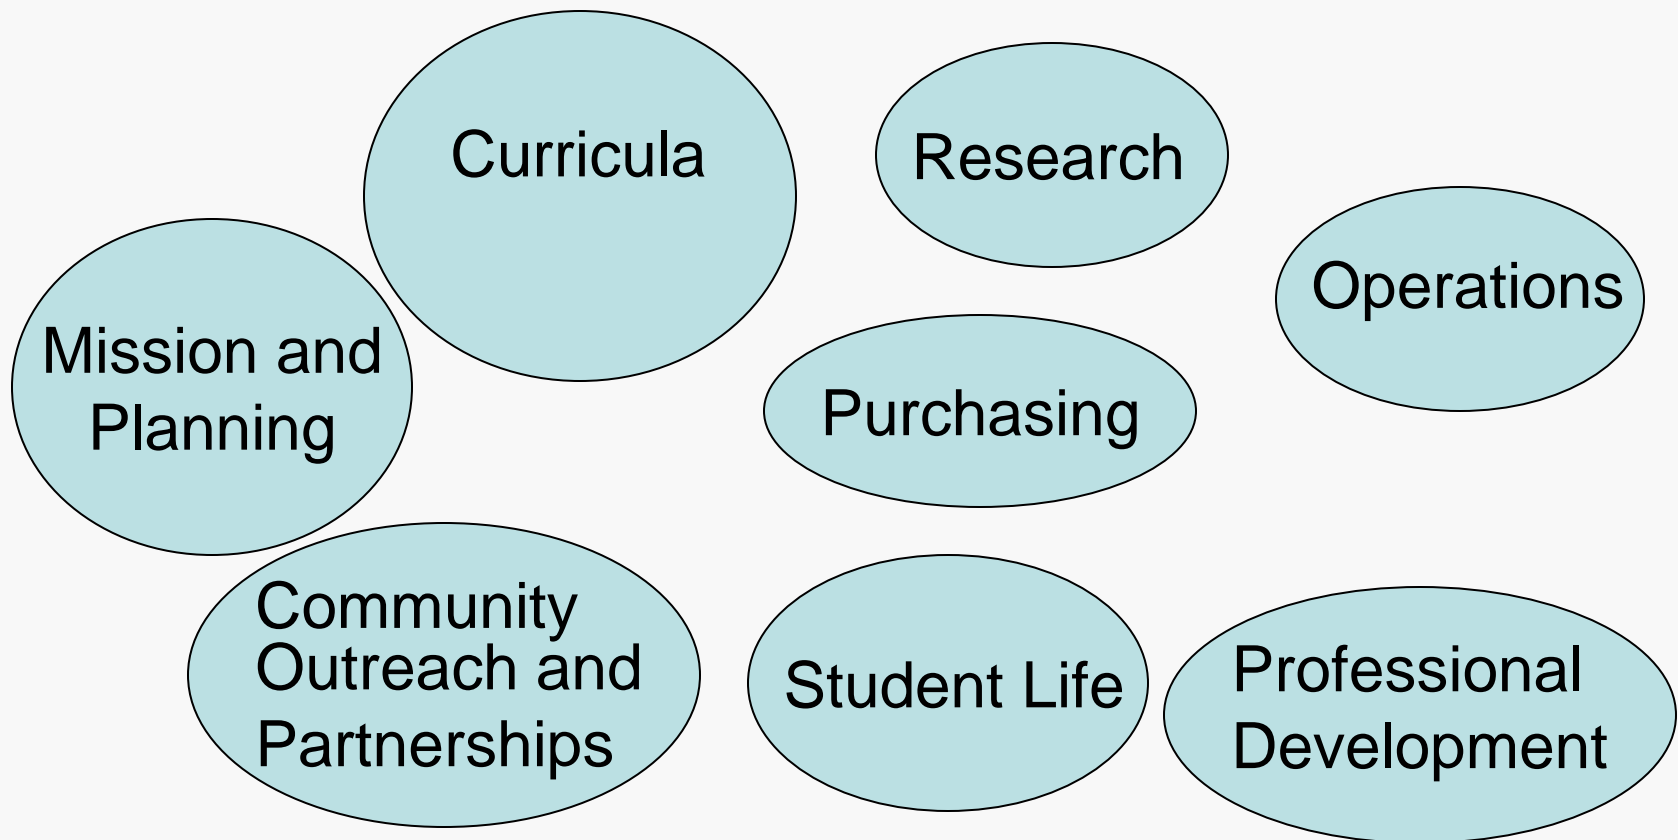 Curricula
Research
Operations
Mission and
Planning
Purchasing
Community
Outreach and
Partnerships
Student Life
Professional
Development